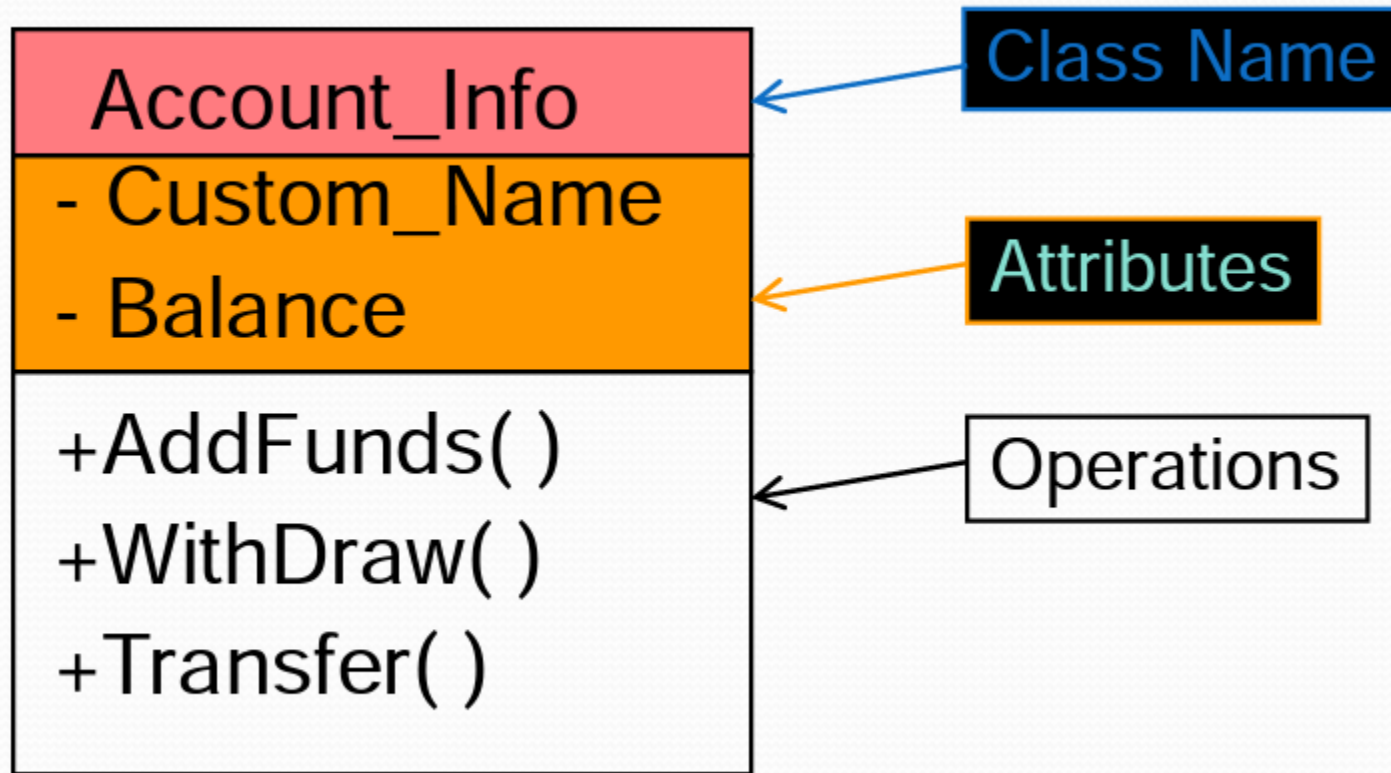 Account_Info
- Custom_Name
- Balance
+AddFunds( )
+WithDraw( )
+Transfer( )
Class Name
Attributes
Operations